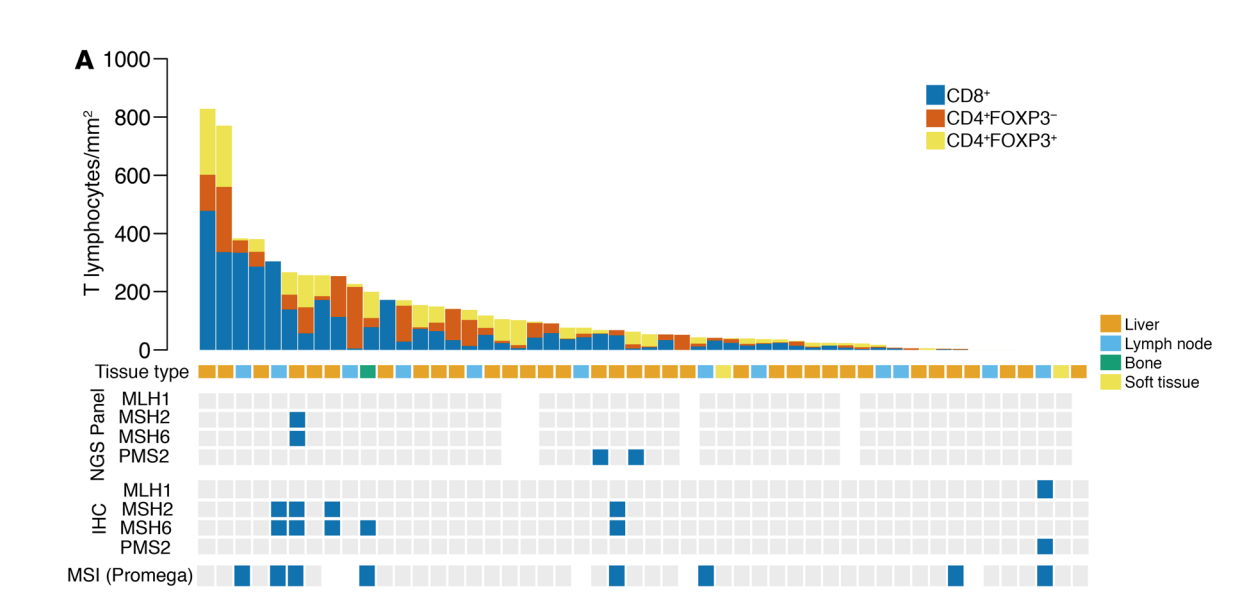 A
1000
800
600
400
200
0
T lymphocytes/mm²
CD8⁺
CD4⁺FOXP3⁻
CD4⁺FOXP3⁺
Liver
Lymph node
Bone
Soft tissue
Tissue type
NGS Panel
MLH1
MSH2
MSH6
PMS2
IHC
MLH1
MSH2
MSH6
PMS2
MSI (Promega)